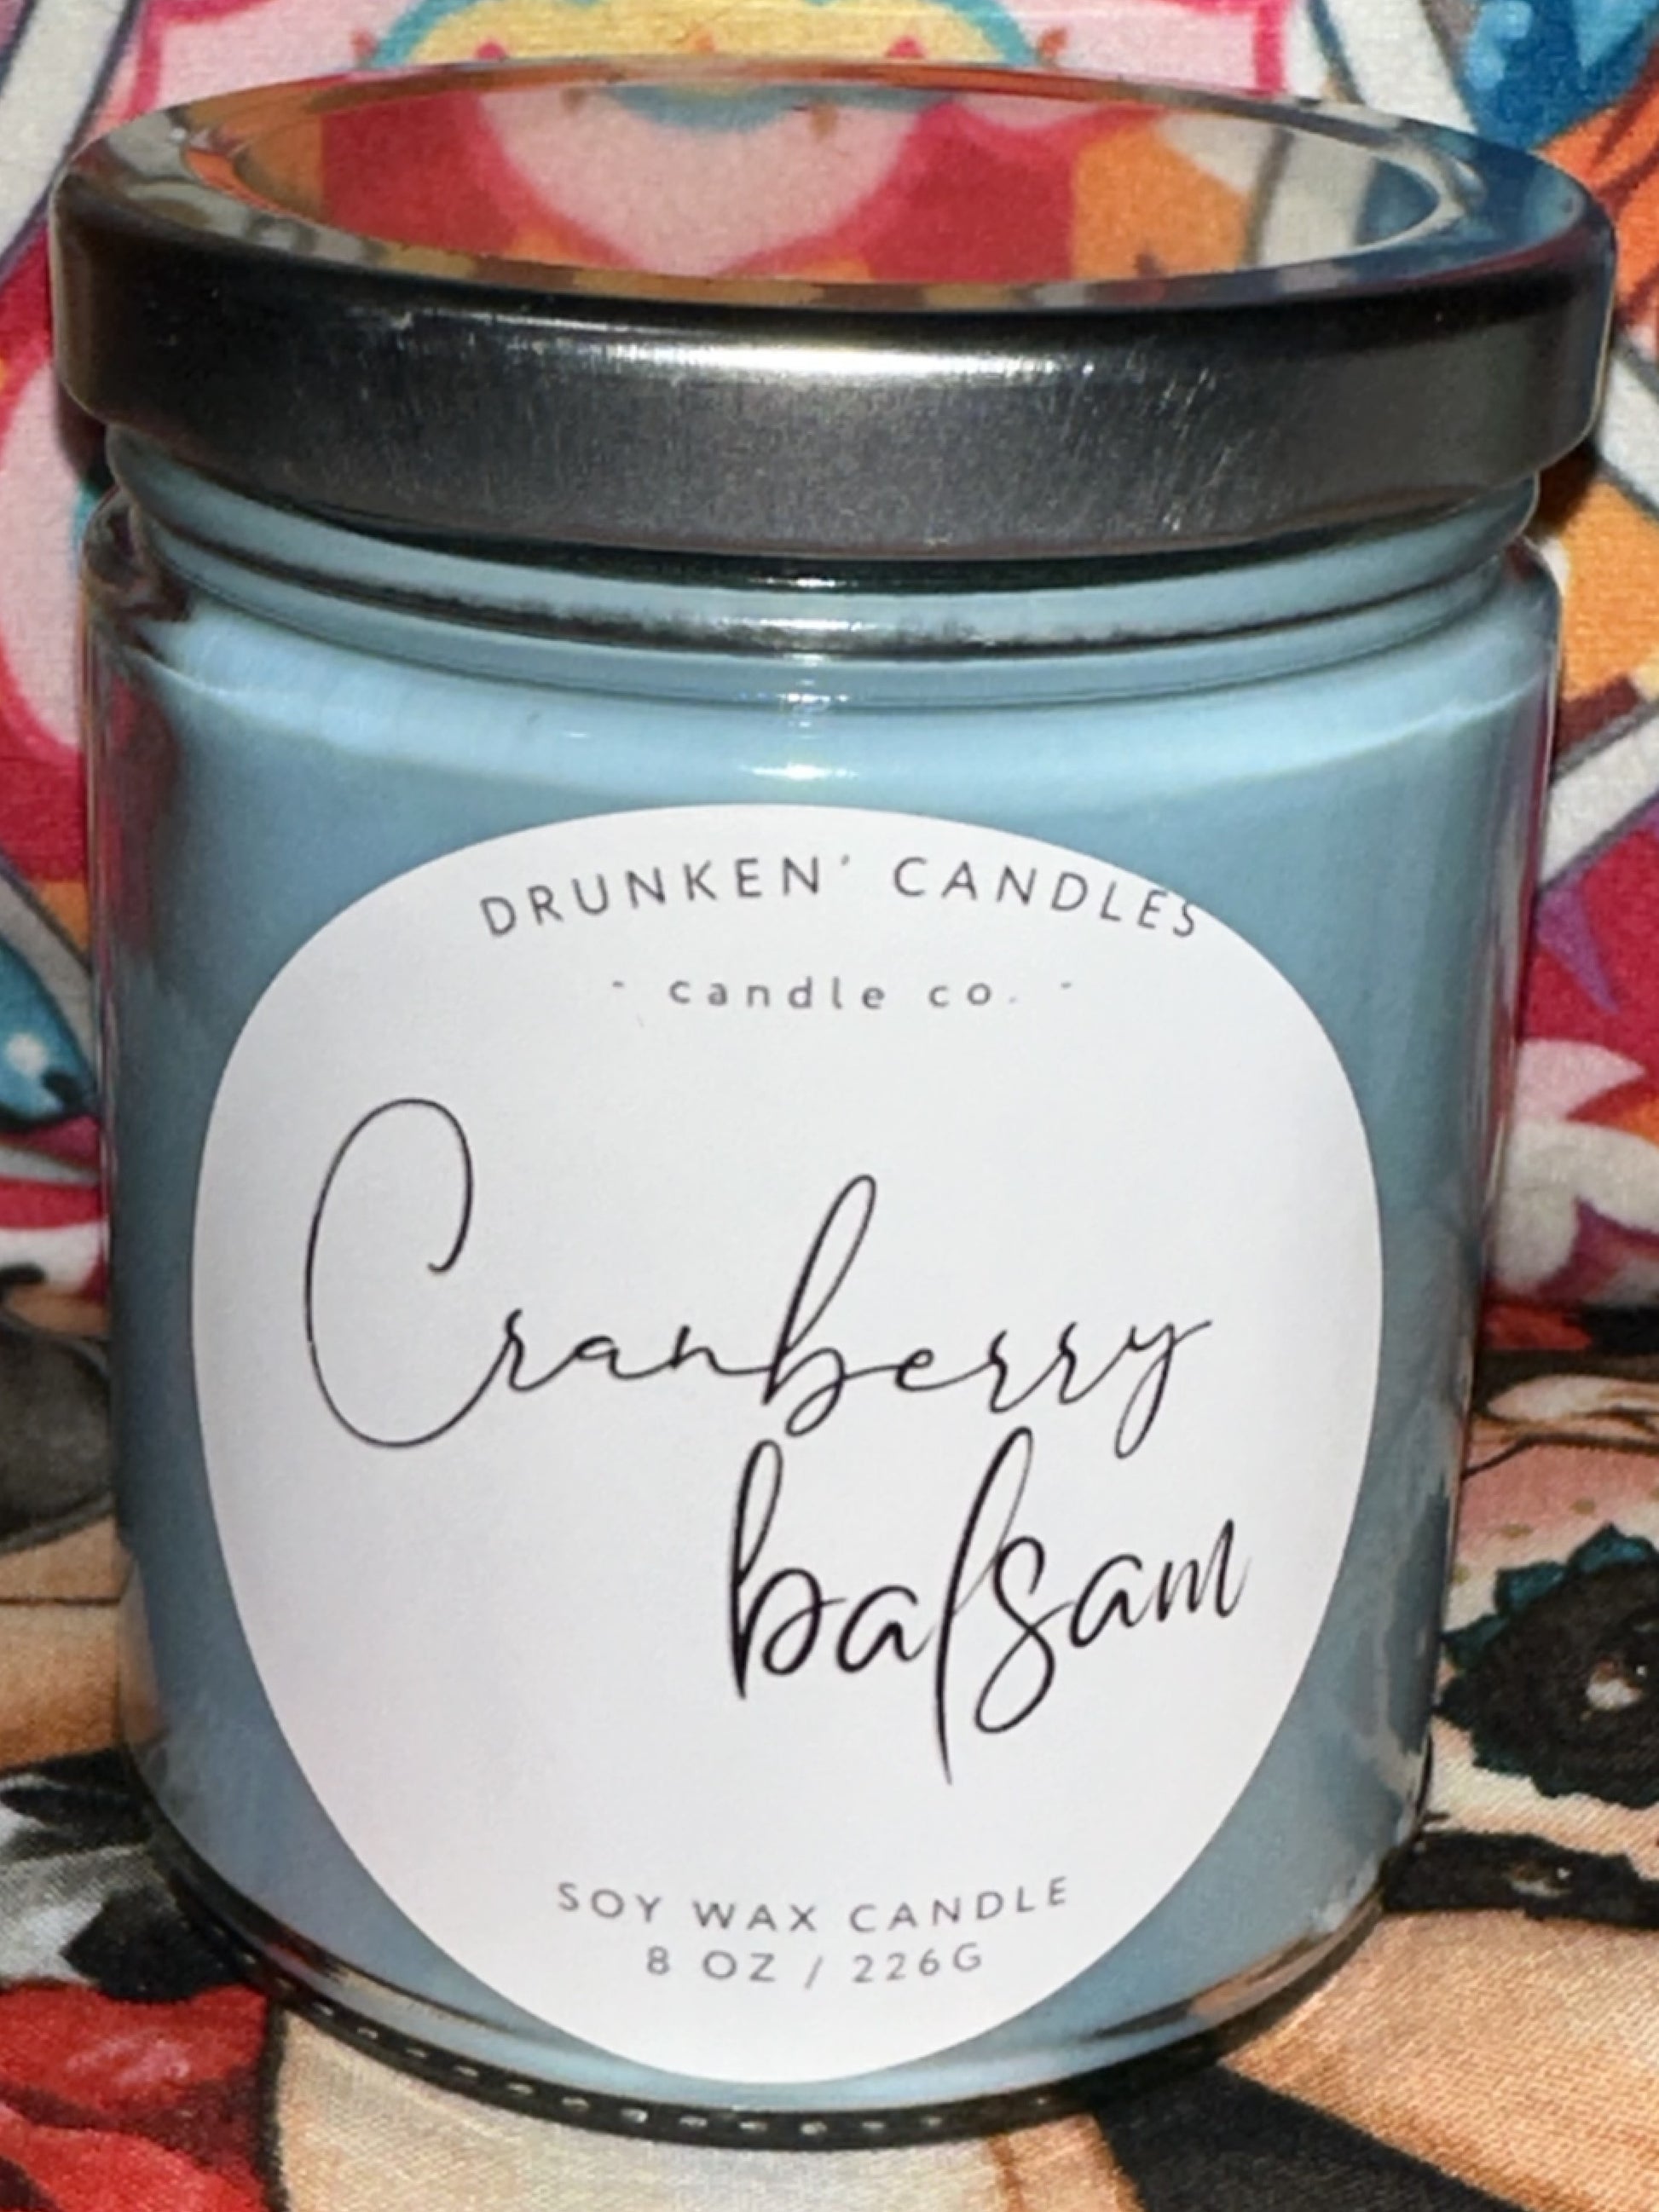 DRUNKEN' CANDLES
- candle co. -
Cranberry
balsam
SOY WAX CANDLE
8 OZ / 226G